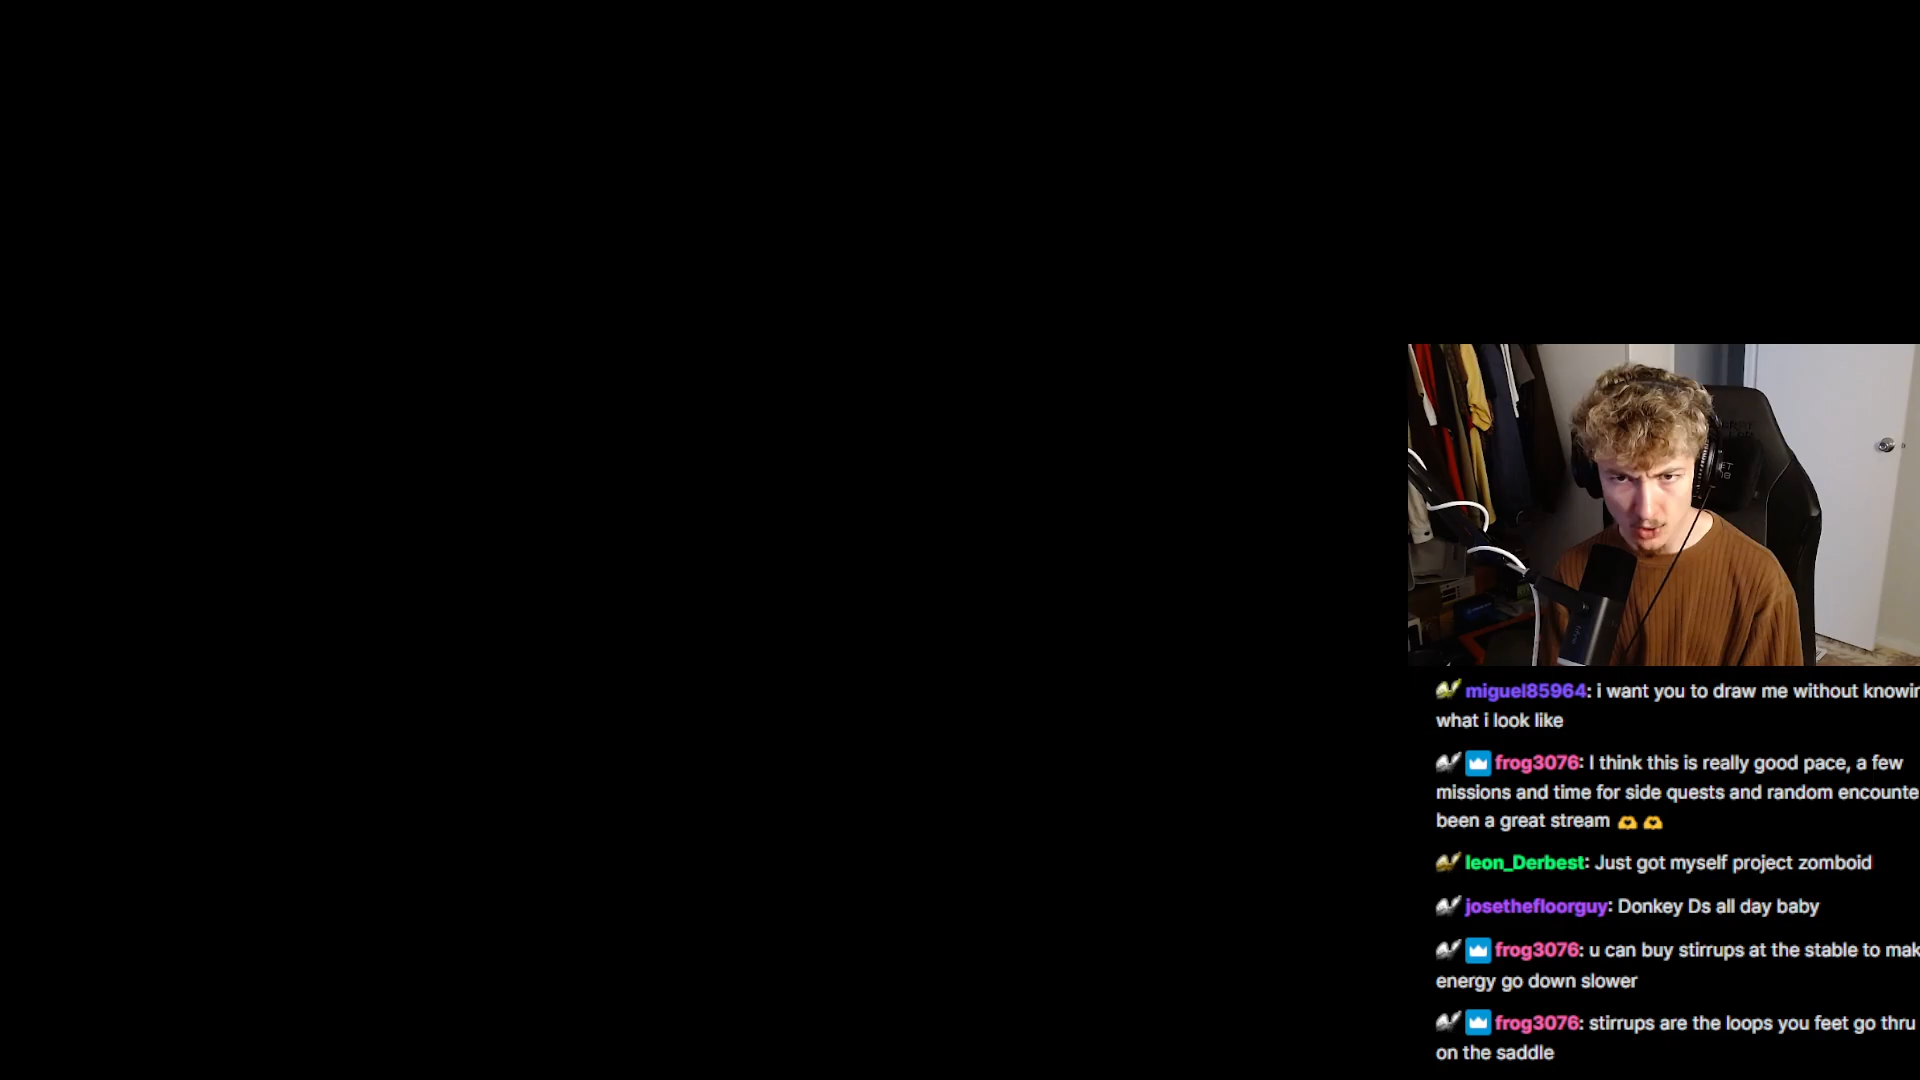 miguel85964: i want you to draw me without
what i look like
frog3076: I think this is really good pace, a few
missions and time for side quests and random
been a great stream
leon_Derbest: Just got myself project zomboid
josethefloorguy: Donkey Ds all day baby
frog3076: u can buy stirrups at the stable to
energy go down slower
frog3076: stirrups are the loops you feet go thru
on the saddle